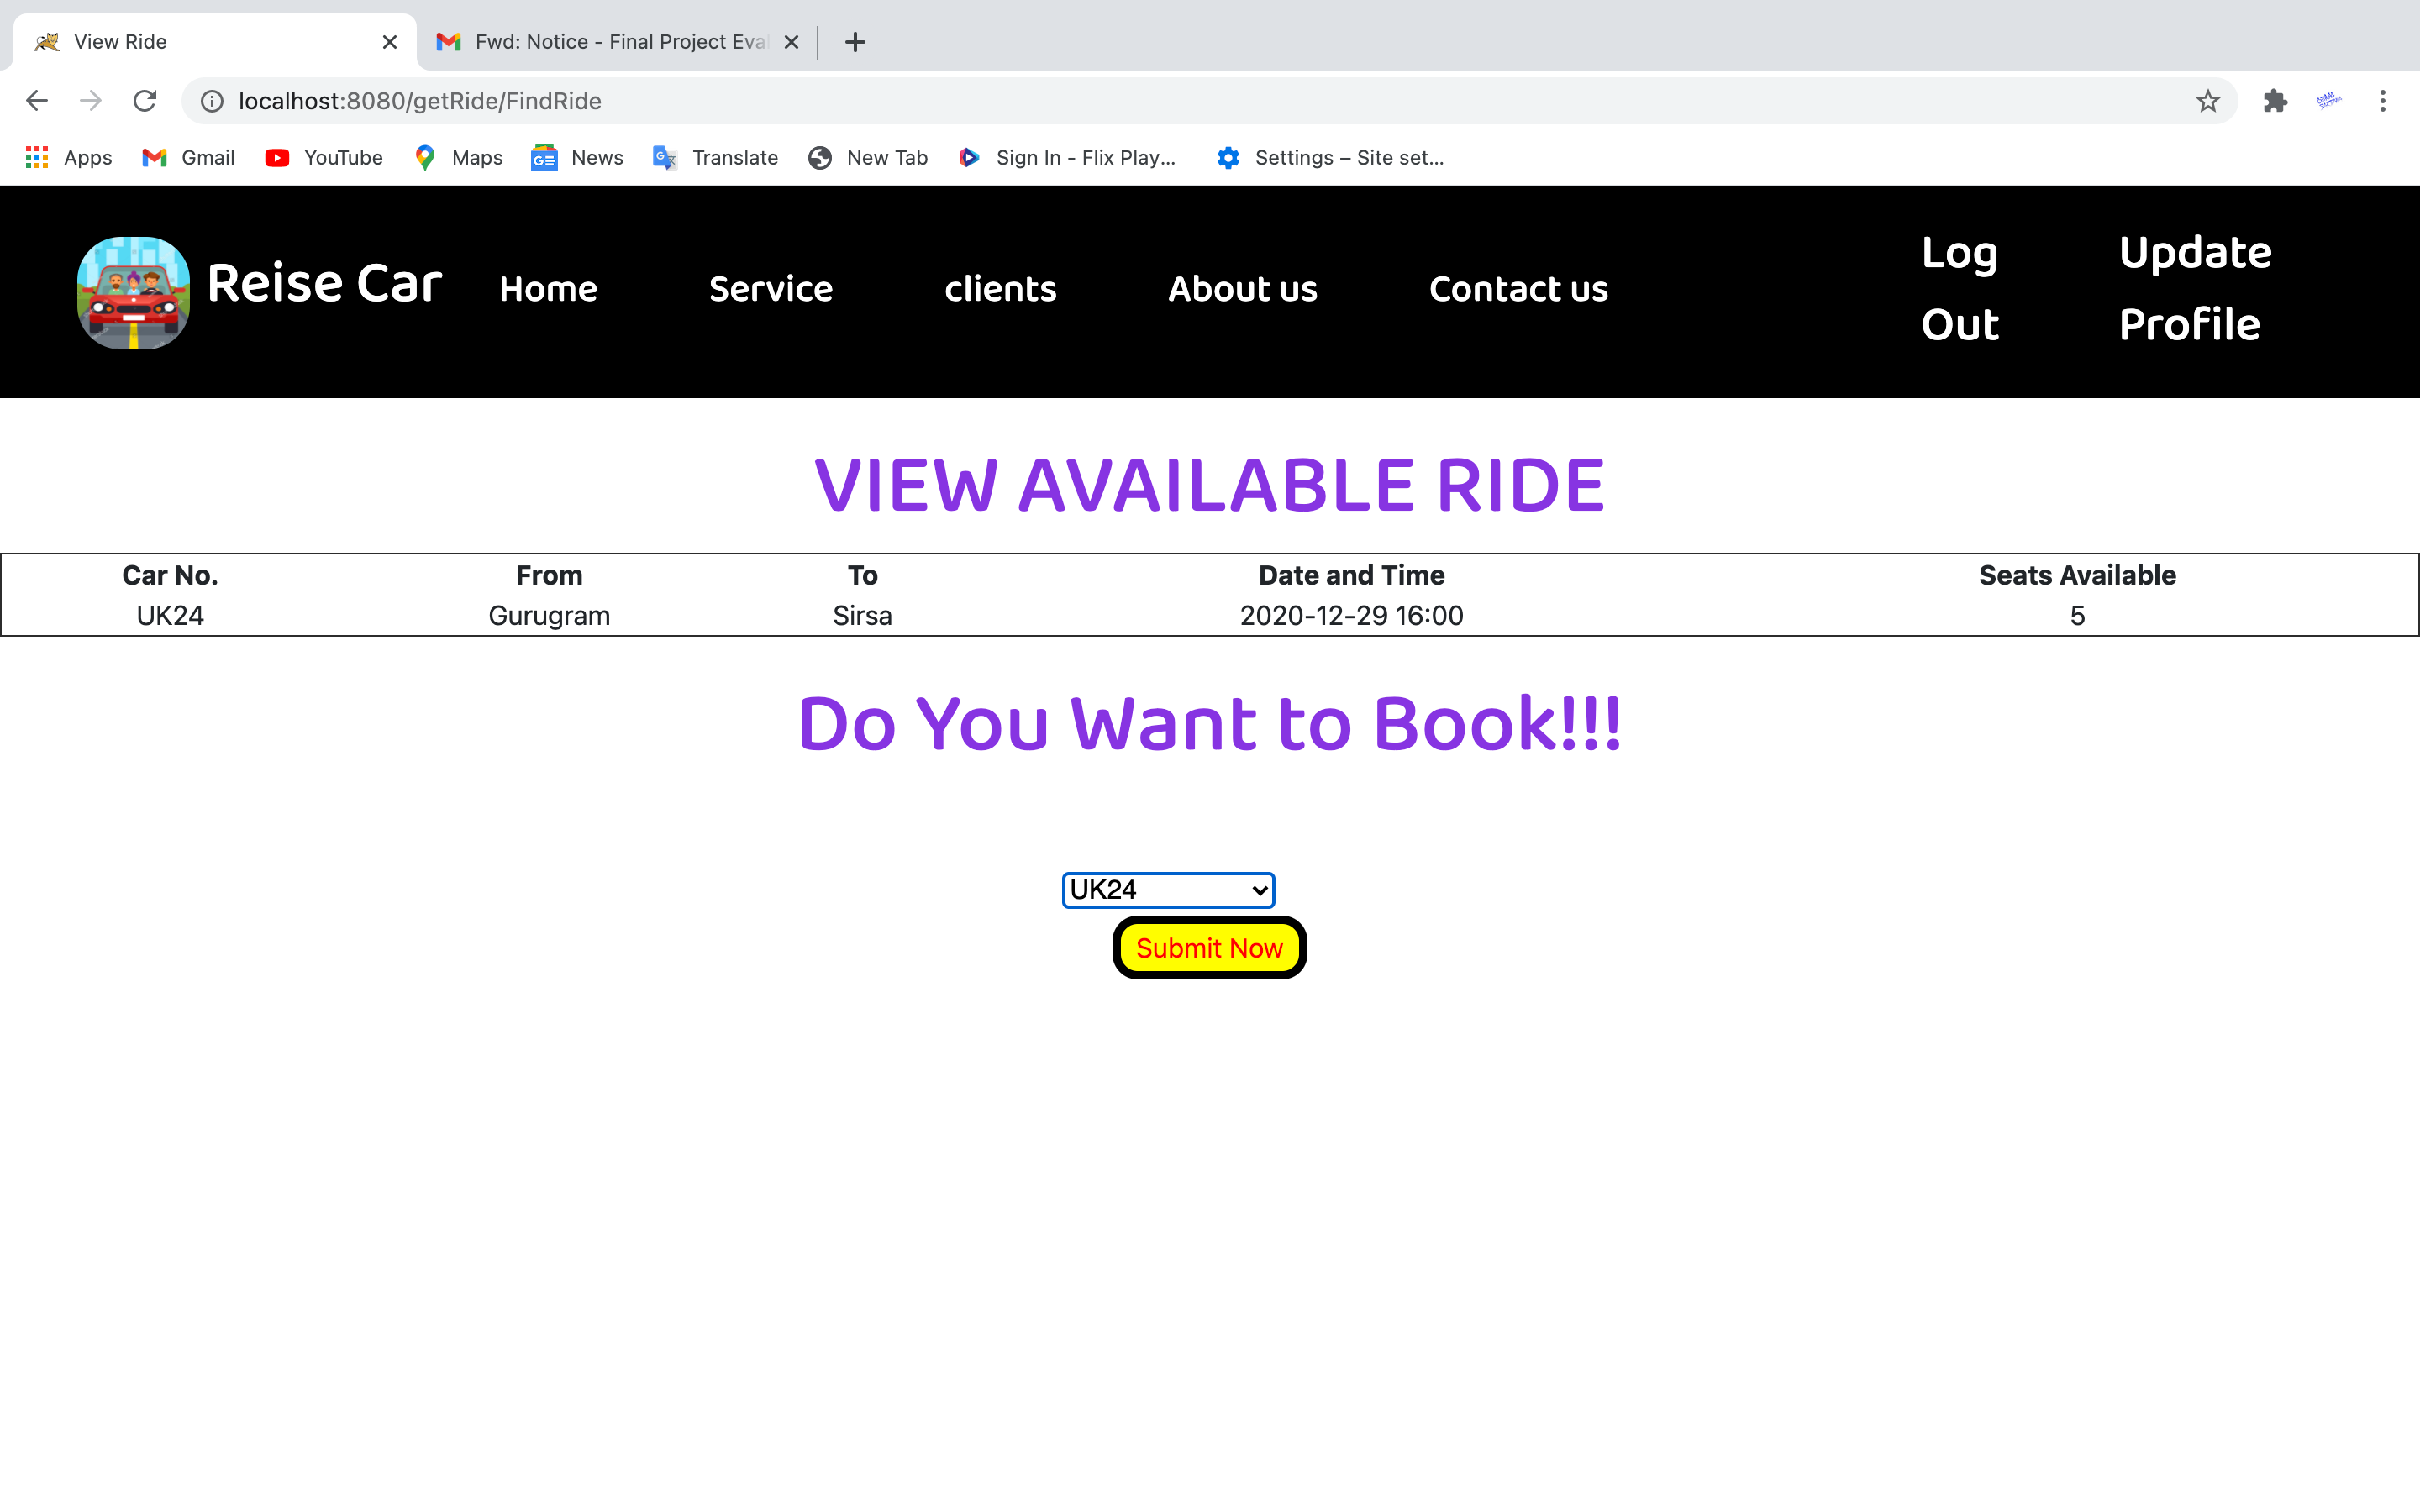 View Ride
Fwd: Notice - Final Project Eval
localhost:8080/getRide/FindRide
Apps Gmail YouTube Maps News Translate New Tab Sign In - Flix Play... Settings – Site set...
Reise Car Home Service clients About us Contact us
Log Out
Update Profile
VIEW AVAILABLE RIDE
Car No. From To Date and Time Seats Available
UK24 Gurugram Sirsa 2020-12-29 16:00 5
Do You Want to Book!!!
UK24
Submit Now